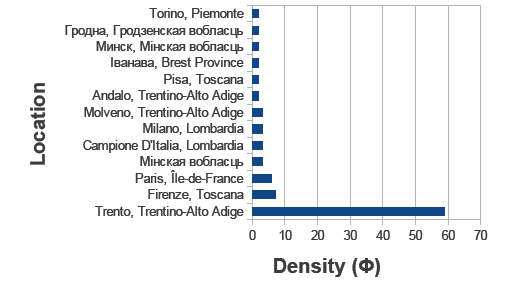 Torino, Piemonte
Гродна, Гродзенская вобласць
Минск, Мінская вобласць
Іванава, Brest Province
Pisa, Toscana
Andalo, Trentino-Alto Adige
Molveno, Trentino-Alto Adige
Milano, Lombardia
Campione D'Italia, Lombardia
Мінская вобласць
Paris, Île-de-France
Firenze, Toscana
Trento, Trentino-Alto Adige
Location
0 10 20 30 40 50 60 70
Density (Φ)